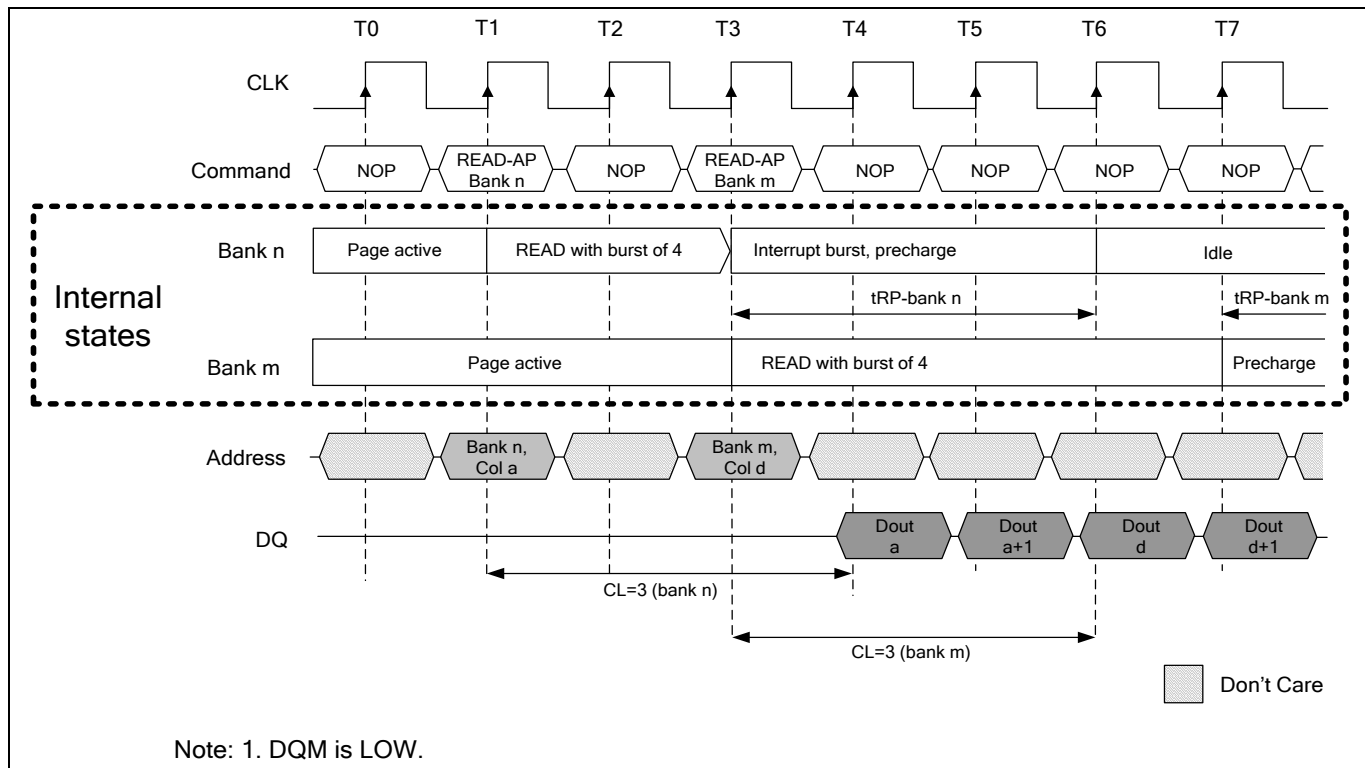 T0 T1 T2 T3 T4 T5 T6 T7
CLK
Command NOP READ-AP Bank n NOP READ-AP Bank m NOP NOP NOP NOP
Internal states
Bank n Page active READ with burst of 4 Interrupt burst, precharge Idle
tRP-bank n tRP-bank m
Bank m Page active READ with burst of 4 Precharge
Address Bank n, Col a Bank m, Col d
DQ Dout a Dout a+1 Dout d Dout d+1
CL=3 (bank n)
CL=3 (bank m)
Don't Care
Note: 1. DQM is LOW.